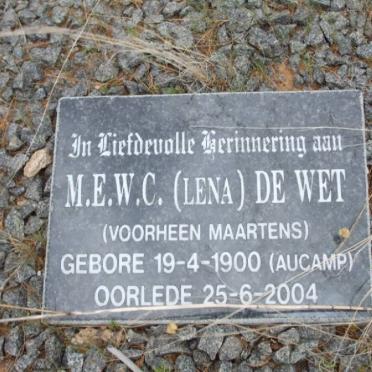 In Liefdevolle Herinnering aan
M.E.W.C. (LENA) DE WET
(VOORHEEN MAARTENS)
GEBORE 19-4-1900 (AUCAMP)
OORLEDE 25-6-2004